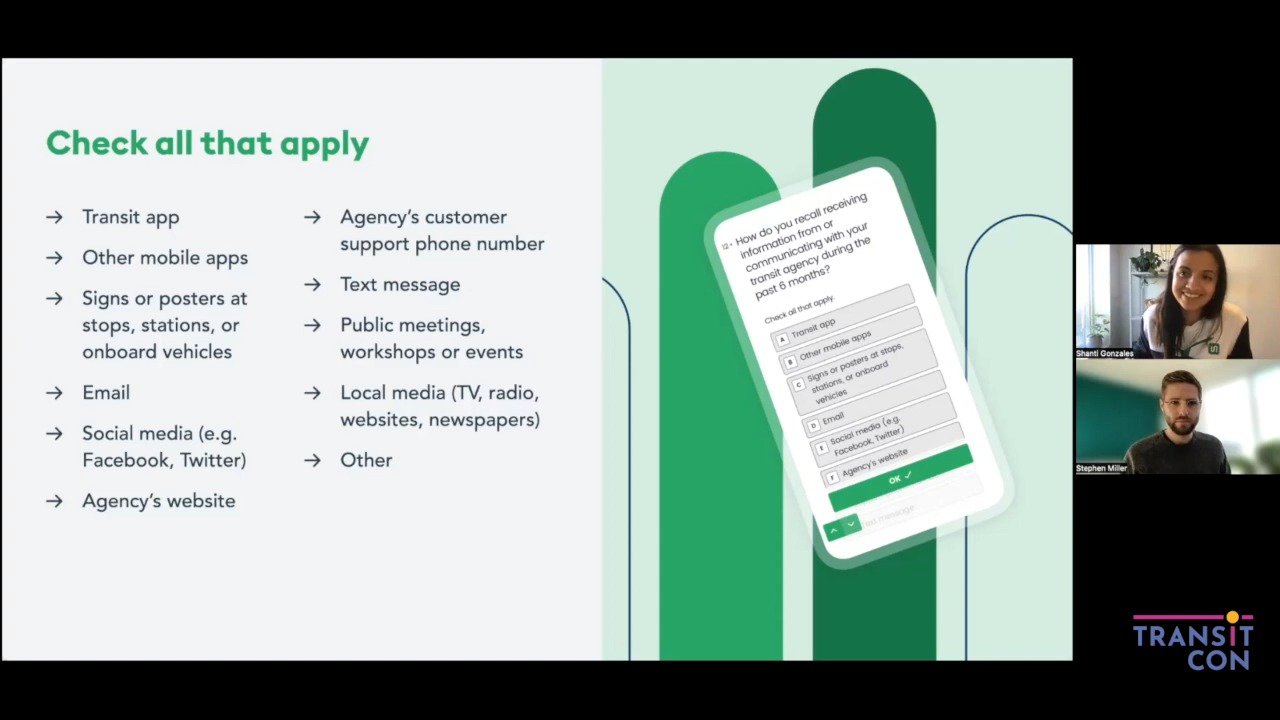 Check all that apply
→ Transit app
→ Other mobile apps
→ Signs or posters at
stops, stations, or
onboard vehicles
→ Email
→ Social media (e.g.
Facebook, Twitter)
→ Agency’s website
→ Agency’s customer
support phone number
→ Text message
→ Public meetings,
workshops or events
→ Local media (TV, radio,
websites, newspapers)
→ Other
12→ How do you recall receiving
information from or
communicating with your
transit agency during the
past 6 months?
Check all that apply.
A Transit app
B Other mobile apps
C Signs or posters at stops,
stations, or onboard
vehicles
D Email
E Social media (e.g.
Facebook, Twitter)
F Agency's website
OK ✓
Text message
Shanti Gonzales
Stephen Miller
TRANSIT
CON